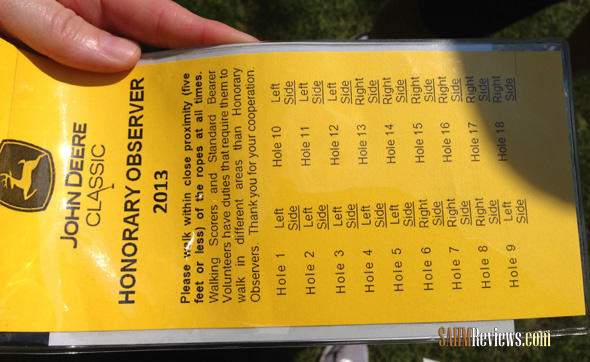 JOHN DEERE
CLASSIC
HONORARY OBSERVER
2013
Please walk within close proximity (five
feet or less) of the ropes at all times.
Walking Scorers and Standard Bearer
Volunteers have duties that require them to
walk in different areas than Honorary
Observers. Thank you for your cooperation.
Hole 1 Left Hole 10 Left
Side Side
Hole 2 Left Hole 11 Left
Side Side
Hole 3 Left Hole 12 Left
Side Side
Hole 4 Left Hole 13 Right
Side Side
Hole 5 Left Hole 14 Right
Side Side
Hole 6 Right Hole 15 Right
Side Side
Hole 7 Right Hole 16 Right
Side Side
Hole 8 Right Hole 17 Right
Side Side
Hole 9 Left Hole 18 Right
Side Side
SAHMReviews.com